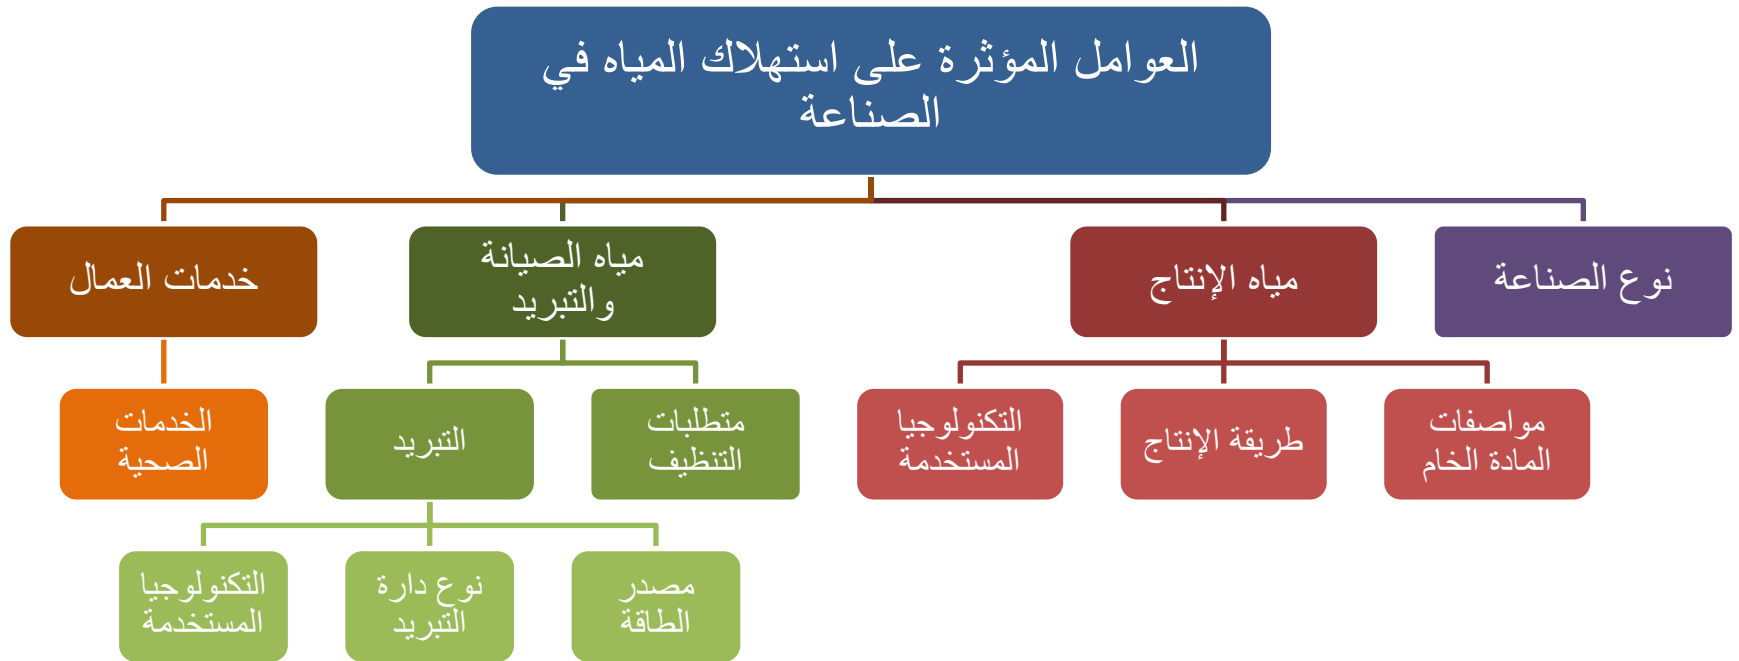 العوامل المؤثرة على استهلاك المياه في
الصناعة
نوع الصناعة
مياه الإنتاج
مياه الصيانة
والتبريد
خدمات العمال
مواصفات
المادة الخام
طريقة الإنتاج
التكنولوجيا
المستخدمة
متطلبات
التنظيف
التبريد
الخدمات
الصحية
مصدر
الطاقة
نوع دارة
التبريد
التكنولوجيا
المستخدمة